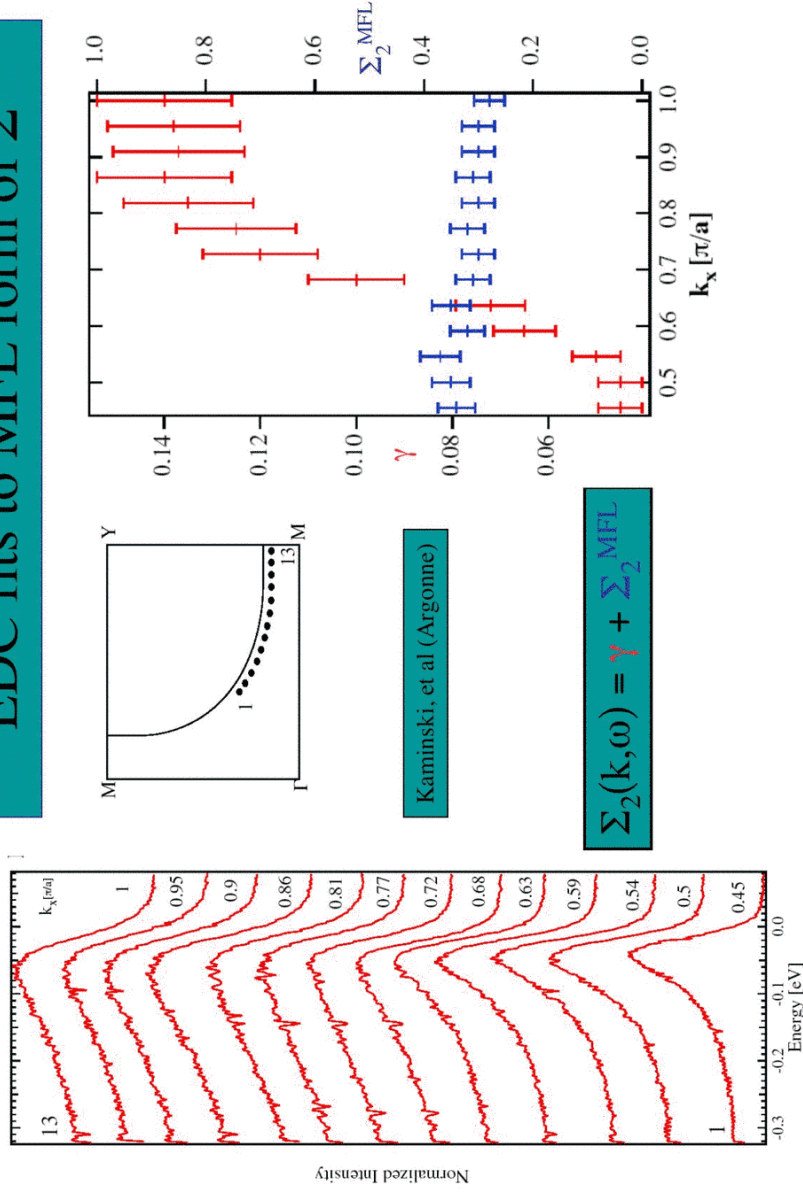 EDC fits to MFL form of Σ
Normalized Intensity
kx[π/a]
13
1
0.95
0.9
0.86
0.81
0.77
0.72
0.68
0.63
0.59
0.54
0.5
0.45
1
-0.3
-0.2
-0.1
0.0
Energy [eV]
M
Y
1
13
Γ
M
Kaminski, et al (Argonne)
Σ2(k,ω) = γ + Σ2^MFL
0.14
0.12
0.10
0.08
0.06
γ
1.0
0.8
0.6
0.4
0.2
0.0
Σ2^MFL
0.5
0.6
0.7
0.8
0.9
1.0
kx [π/a]